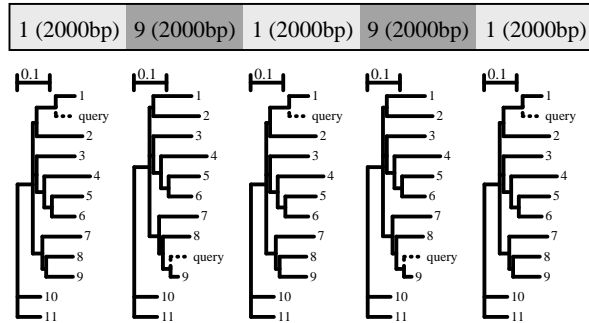 1 (2000bp) 9 (2000bp) 1 (2000bp) 9 (2000bp) 1 (2000bp)
0.1 0.1 0.1 0.1 0.1
1 1 1 1 1
query 2 query 2 query
2 3 2 3 2
3 4 3 4 3
4 5 4 5 4
5 6 5 6 5
6 7 6 7 6
7 8 7 8 7
8 query 8 query 8
9 9 9 9 9
10 10 10 10 10
11 11 11 11 11